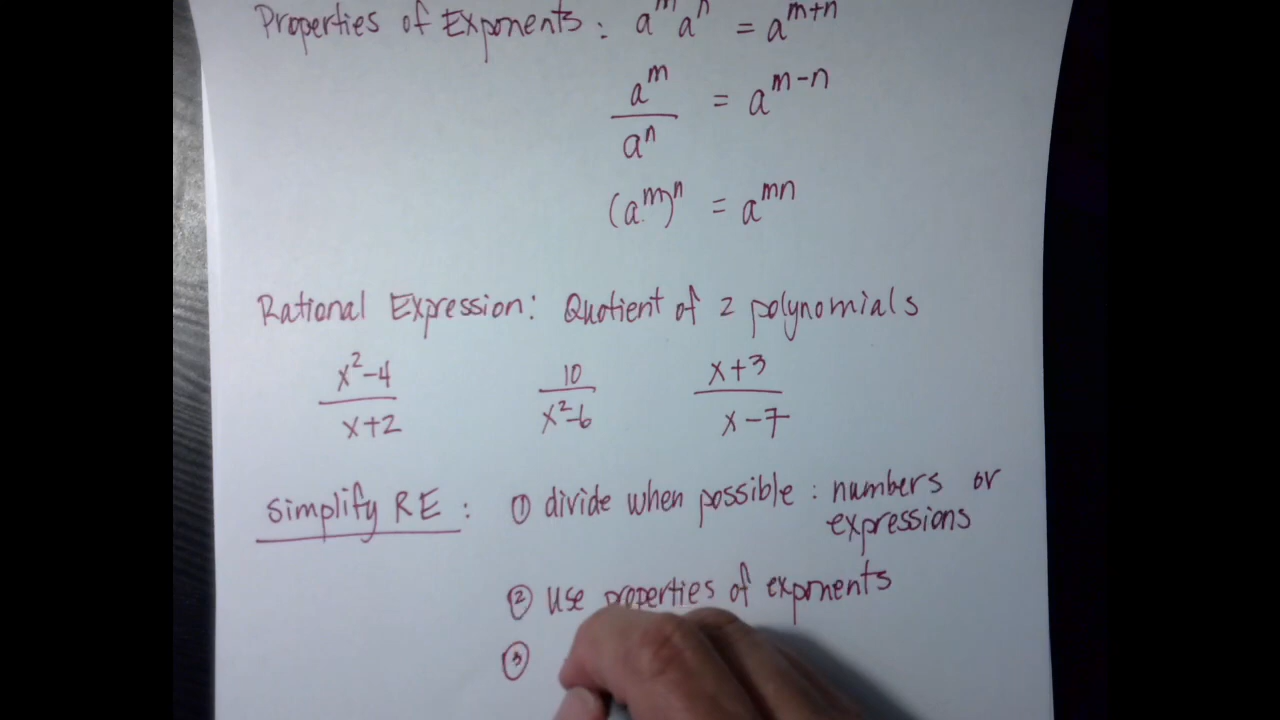 Properties of Exponents : a^m a^n = a^{m+n}
a^m / a^n = a^{m-n}
(a^m)^n = a^{mn}
Rational Expression: Quotient of 2 polynomials
x^2-4 / x+2    10 / x^2-6    x+3 / x-7
Simplify RE : ① divide when possible : numbers or
expressions
② Use properties of exponents
③